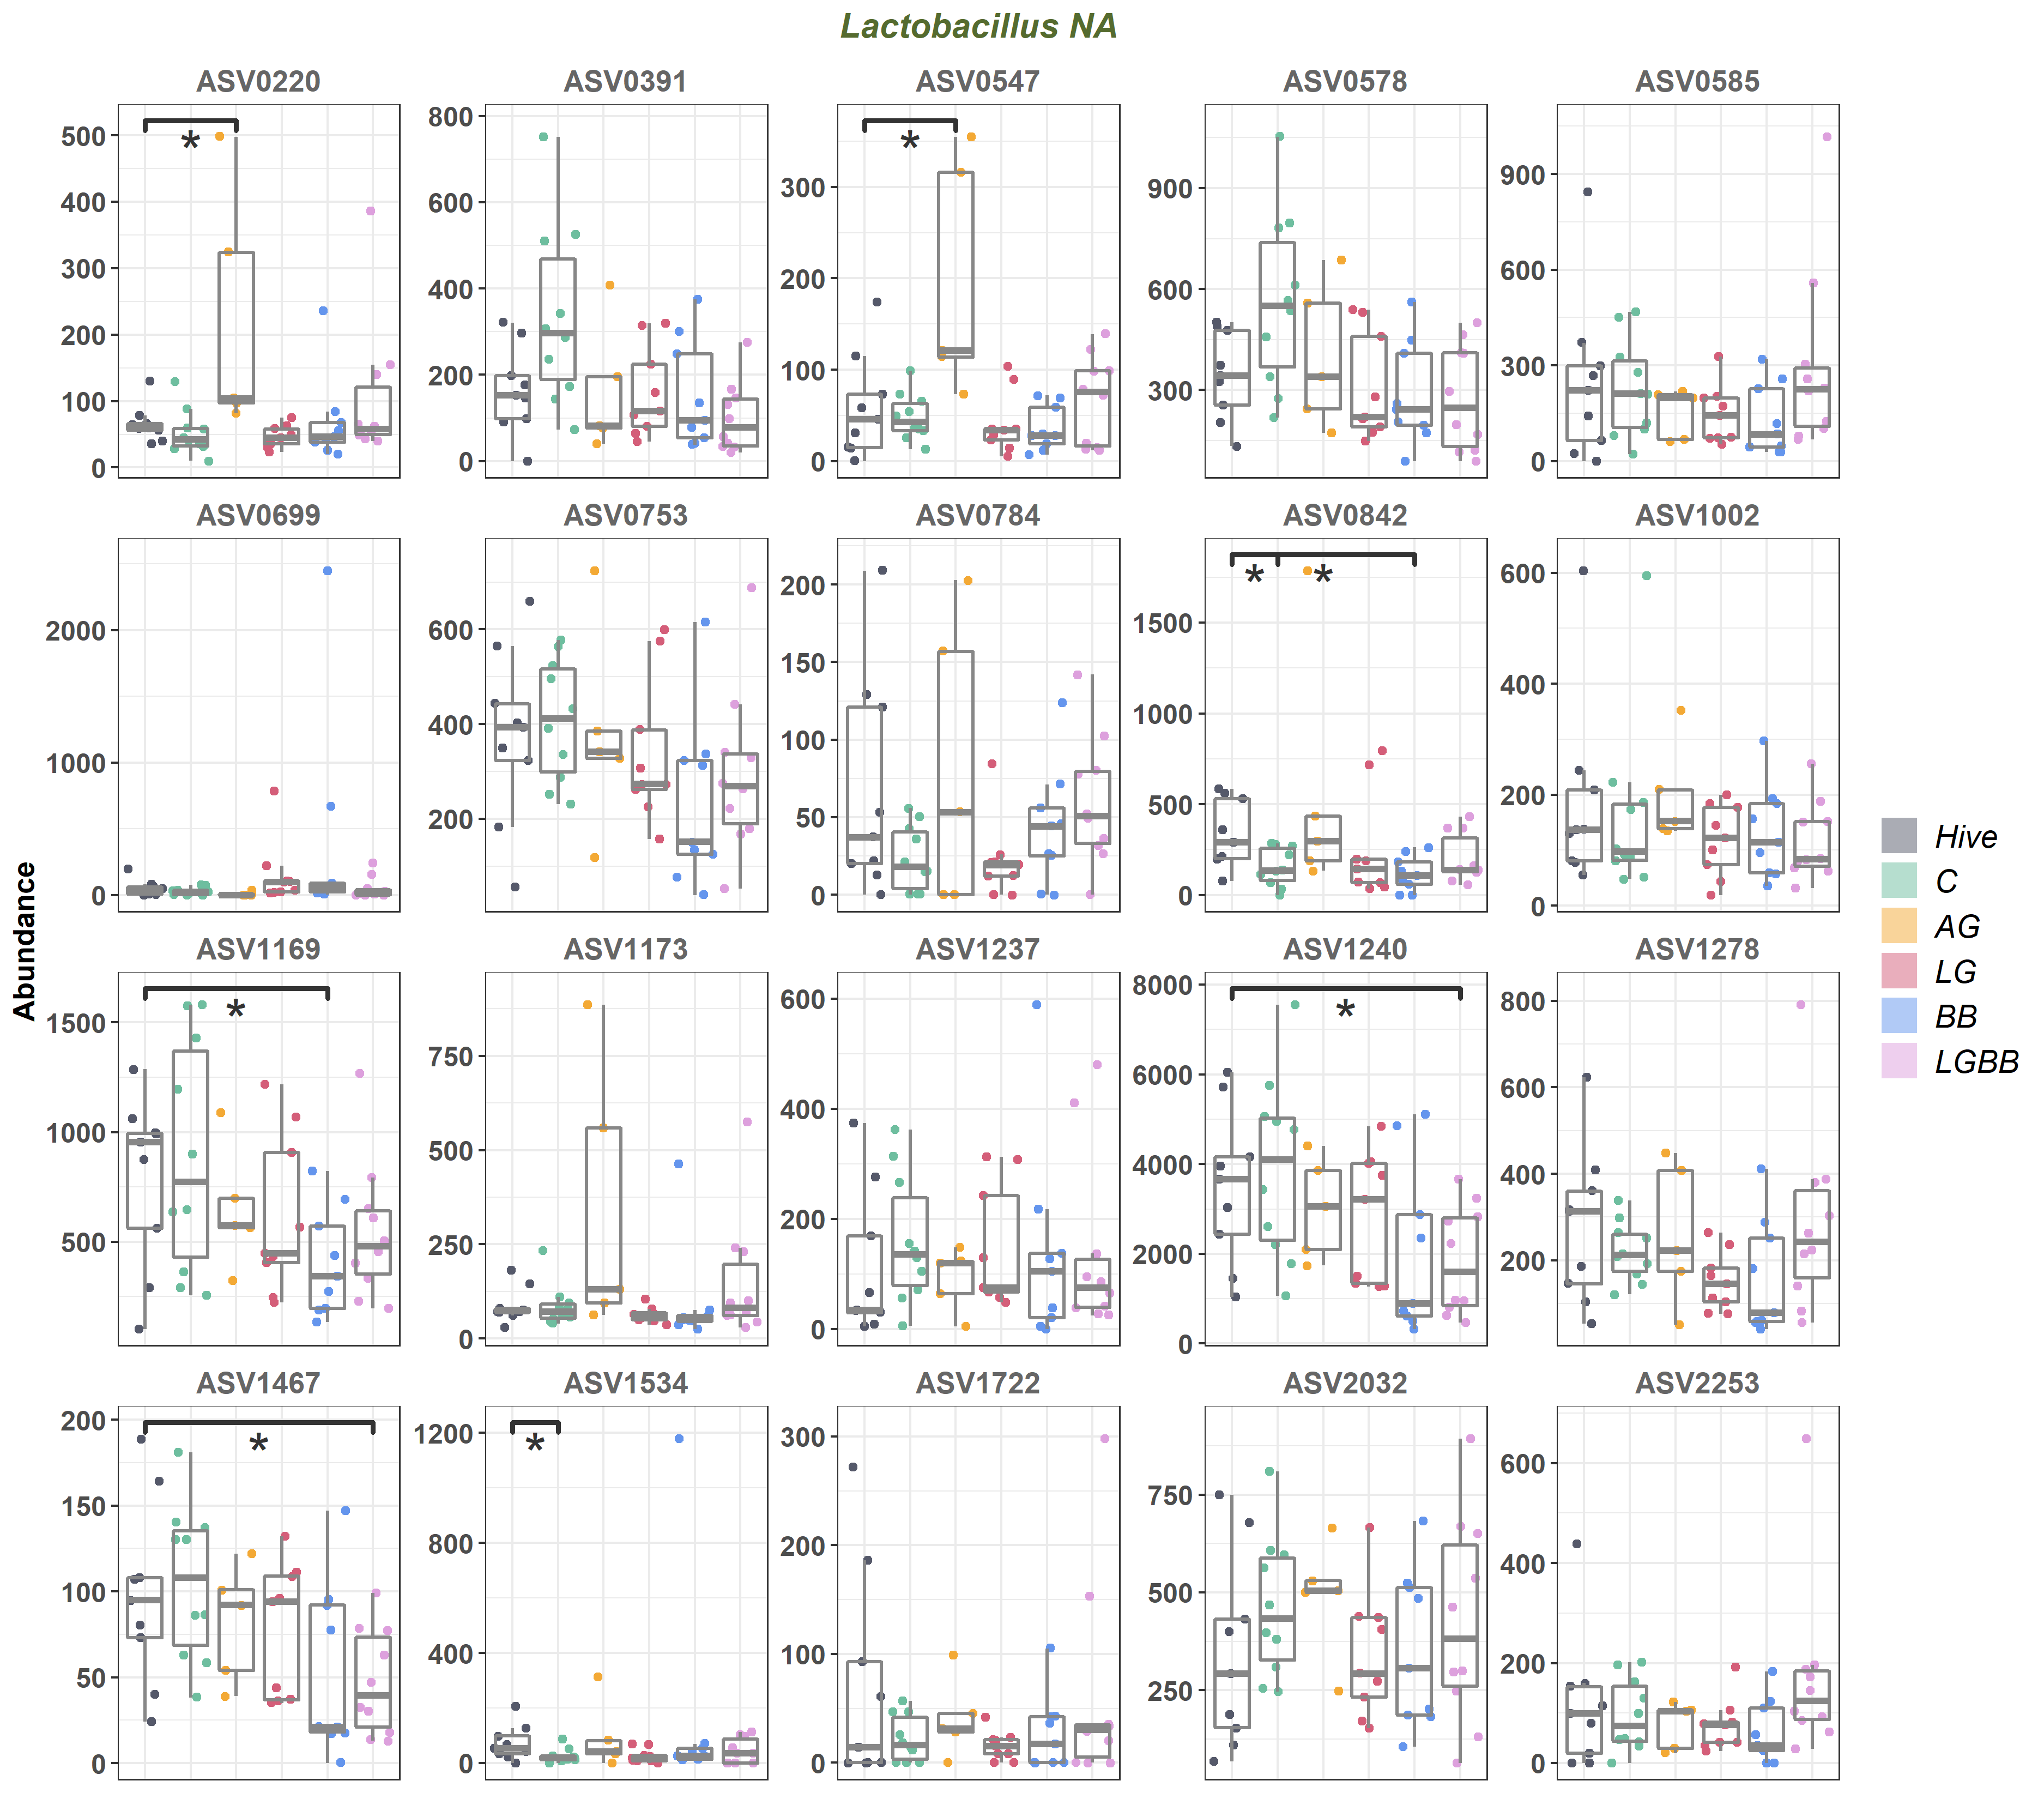 Lactobacillus NA
ASV0220 ASV0391 ASV0547 ASV0578 ASV0585
500 400 300 200 100 0
800 600 400 200 0
300 200 100 0
900 600 300
900 600 300 0
* *
ASV0699 ASV0753 ASV0784 ASV0842 ASV1002
2000 1000 0
600 400 200
200 150 100 50 0
1500 1000 500 0
600 400 200 0
* *
Abundance
ASV1169 ASV1173 ASV1237 ASV1240 ASV1278
1500 1000 500
750 500 250 0
600 400 200 0
8000 6000 4000 2000 0
800 600 400 200
* *
ASV1467 ASV1534 ASV1722 ASV2032 ASV2253
200 150 100 50 0
1200 800 400 0
300 200 100 0
750 500 250
600 400 200 0
* *
Hive
C
AG
LG
BB
LGBB